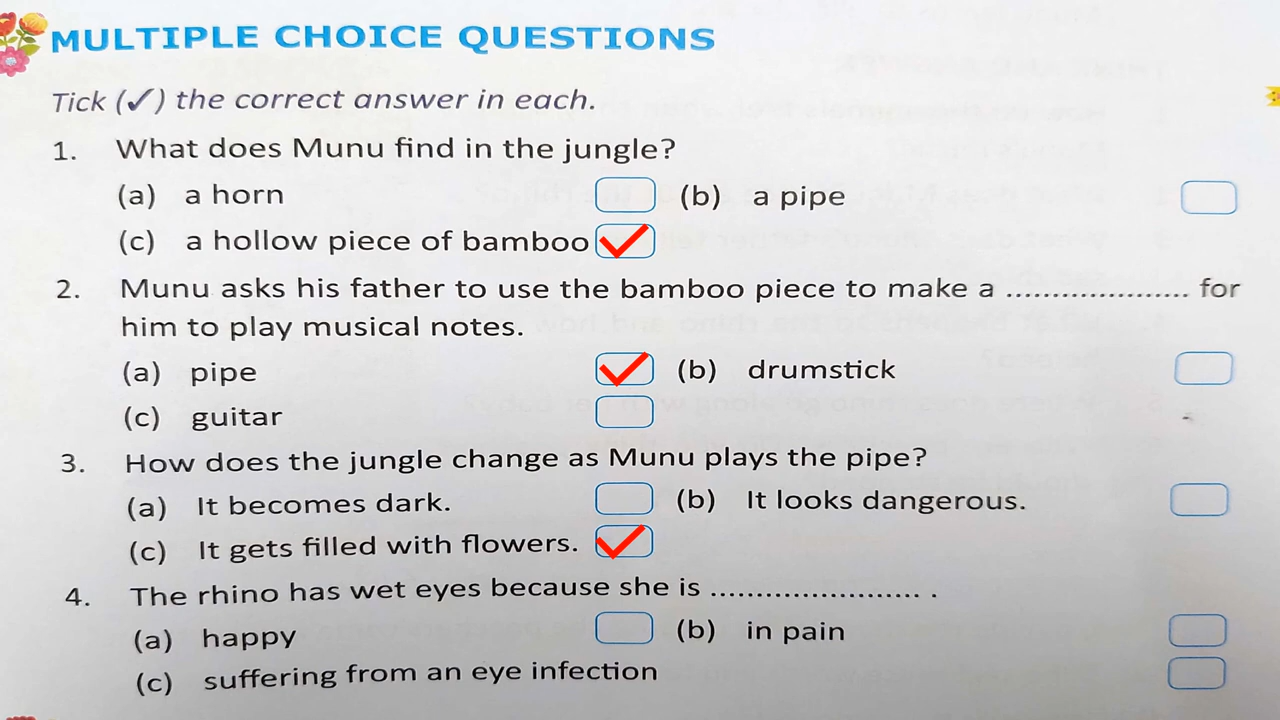 MULTIPLE CHOICE QUESTIONS
Tick (✓) the correct answer in each.
1. What does Munu find in the jungle?
(a) a horn (b) a pipe
(c) a hollow piece of bamboo ✓
2. Munu asks his father to use the bamboo piece to make a .................... for
him to play musical notes.
(a) pipe ✓ (b) drumstick
(c) guitar
3. How does the jungle change as Munu plays the pipe?
(a) It becomes dark. (b) It looks dangerous.
(c) It gets filled with flowers. ✓
4. The rhino has wet eyes because she is ....................... .
(a) happy (b) in pain
(c) suffering from an eye infection